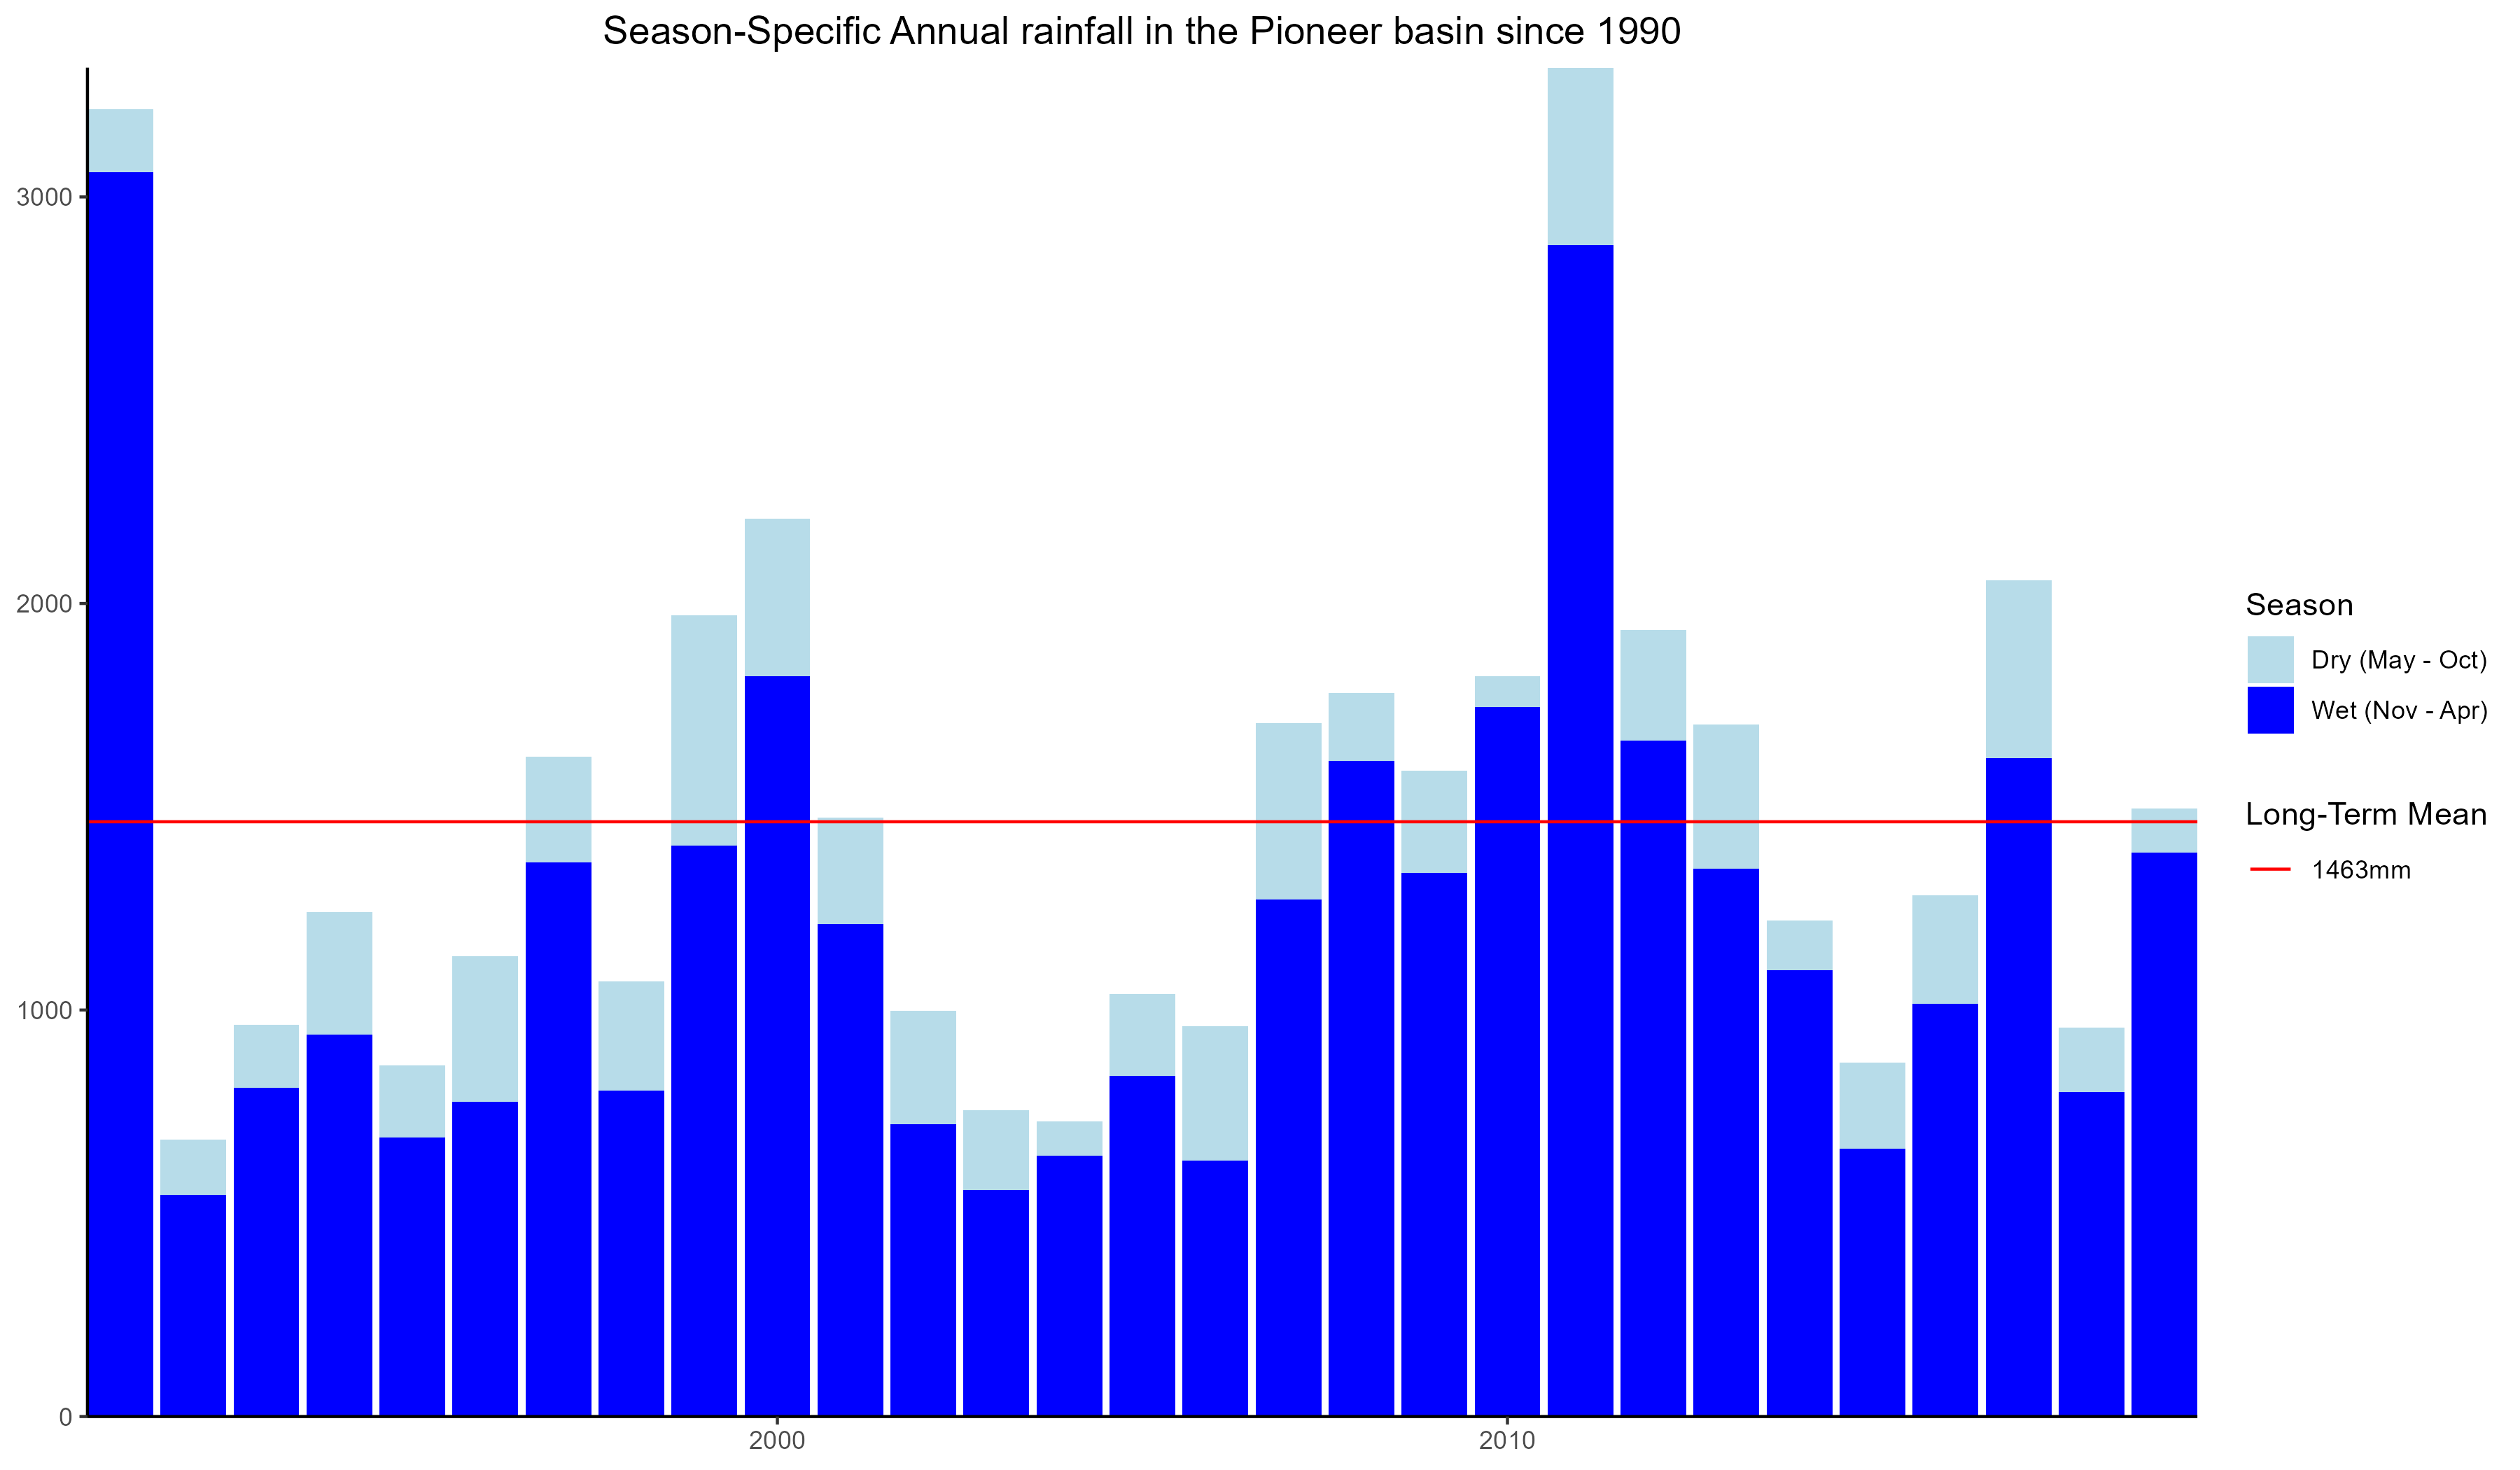 Season-Specific Annual rainfall in the Pioneer basin since 1990
3000
2000
1000
0
2000
2010
Season
Dry (May - Oct)
Wet (Nov - Apr)
Long-Term Mean
1463mm